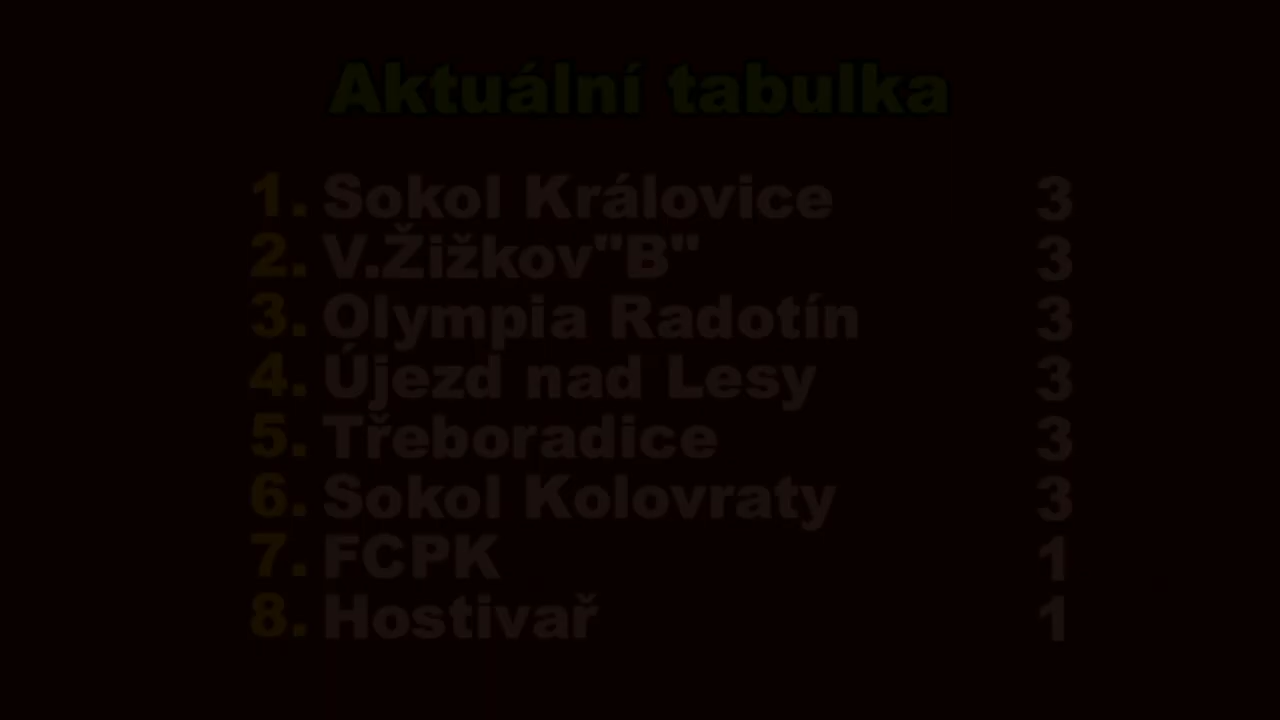 Aktuální tabulka
1. Sokol Královice 3
2. V.Žižkov"B" 3
3. Olympia Radotín 3
4. Újezd nad Lesy 3
5. Třeboradice 3
6. Sokol Kolovraty 3
7. FCPK 1
8. Hostivař 1